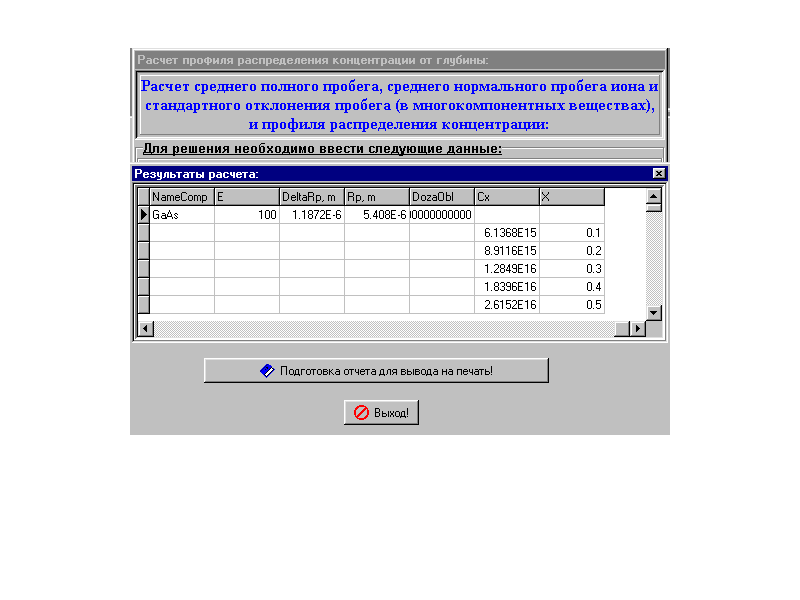 Расчет профиля распределения концентрации от глубины:
Расчет среднего полного пробега, среднего нормального пробега иона и
стандартного отклонения пробега (в многокомпонентных веществах),
и профиля распределения концентрации:
Для решения необходимо ввести следующие данные:
Результаты расчета:
NameComp E DeltaRp, m Rp, m DozaObl Cx X
GaAs 100 1.1872E-6 5.408E-6
6.1368E15 0.1
8.9116E15 0.2
1.2849E16 0.3
1.8396E16 0.4
2.6152E16 0.5
Подготовка отчета для вывода на печать!
Выход!